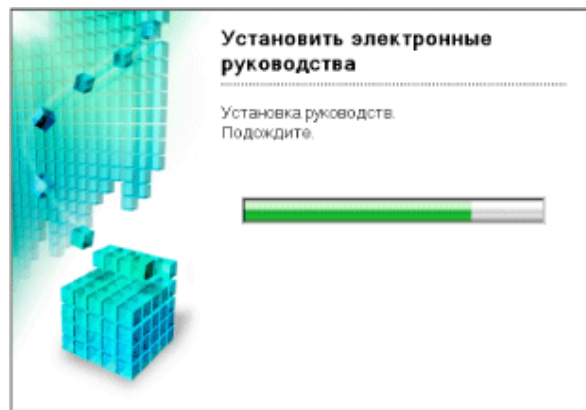 Установить электронные
руководства
Установка руководств.
Подождите.